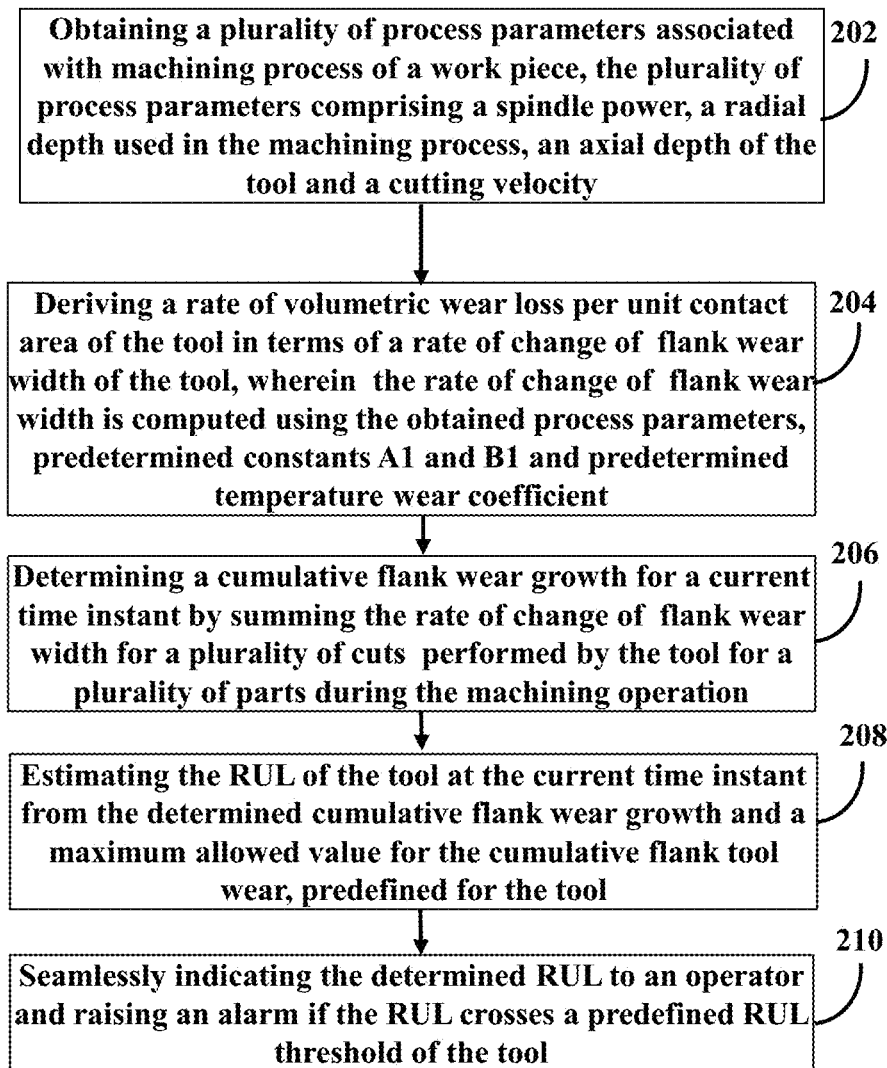 Obtaining a plurality of process parameters associated
202
with machining process of a work piece, the plurality of
process parameters comprising a spindle power, a radial
depth used in the machining process, an axial depth of the
tool and a cutting velocity
Deriving a rate of volumetric wear loss per unit contact
204
area of the tool in terms of a rate of change of flank wear
width of the tool, wherein the rate of change of flank wear
width is computed using the obtained process parameters,
predetermined constants A1 and B1 and predetermined
temperature wear coefficient
206
Determining a cumulative flank wear growth for a current
time instant by summing the rate of change of flank wear
width for a plurality of cuts performed by the tool for a
plurality of parts during the machining operation
208
Estimating the RUL of the tool at the current time instant
from the determined cumulative flank wear growth and a
maximum allowed value for the cumulative flank tool
wear, predefined for the tool
210
Seamlessly indicating the determined RUL to an operator
and raising an alarm if the RUL crosses a predefined RUL
threshold of the tool